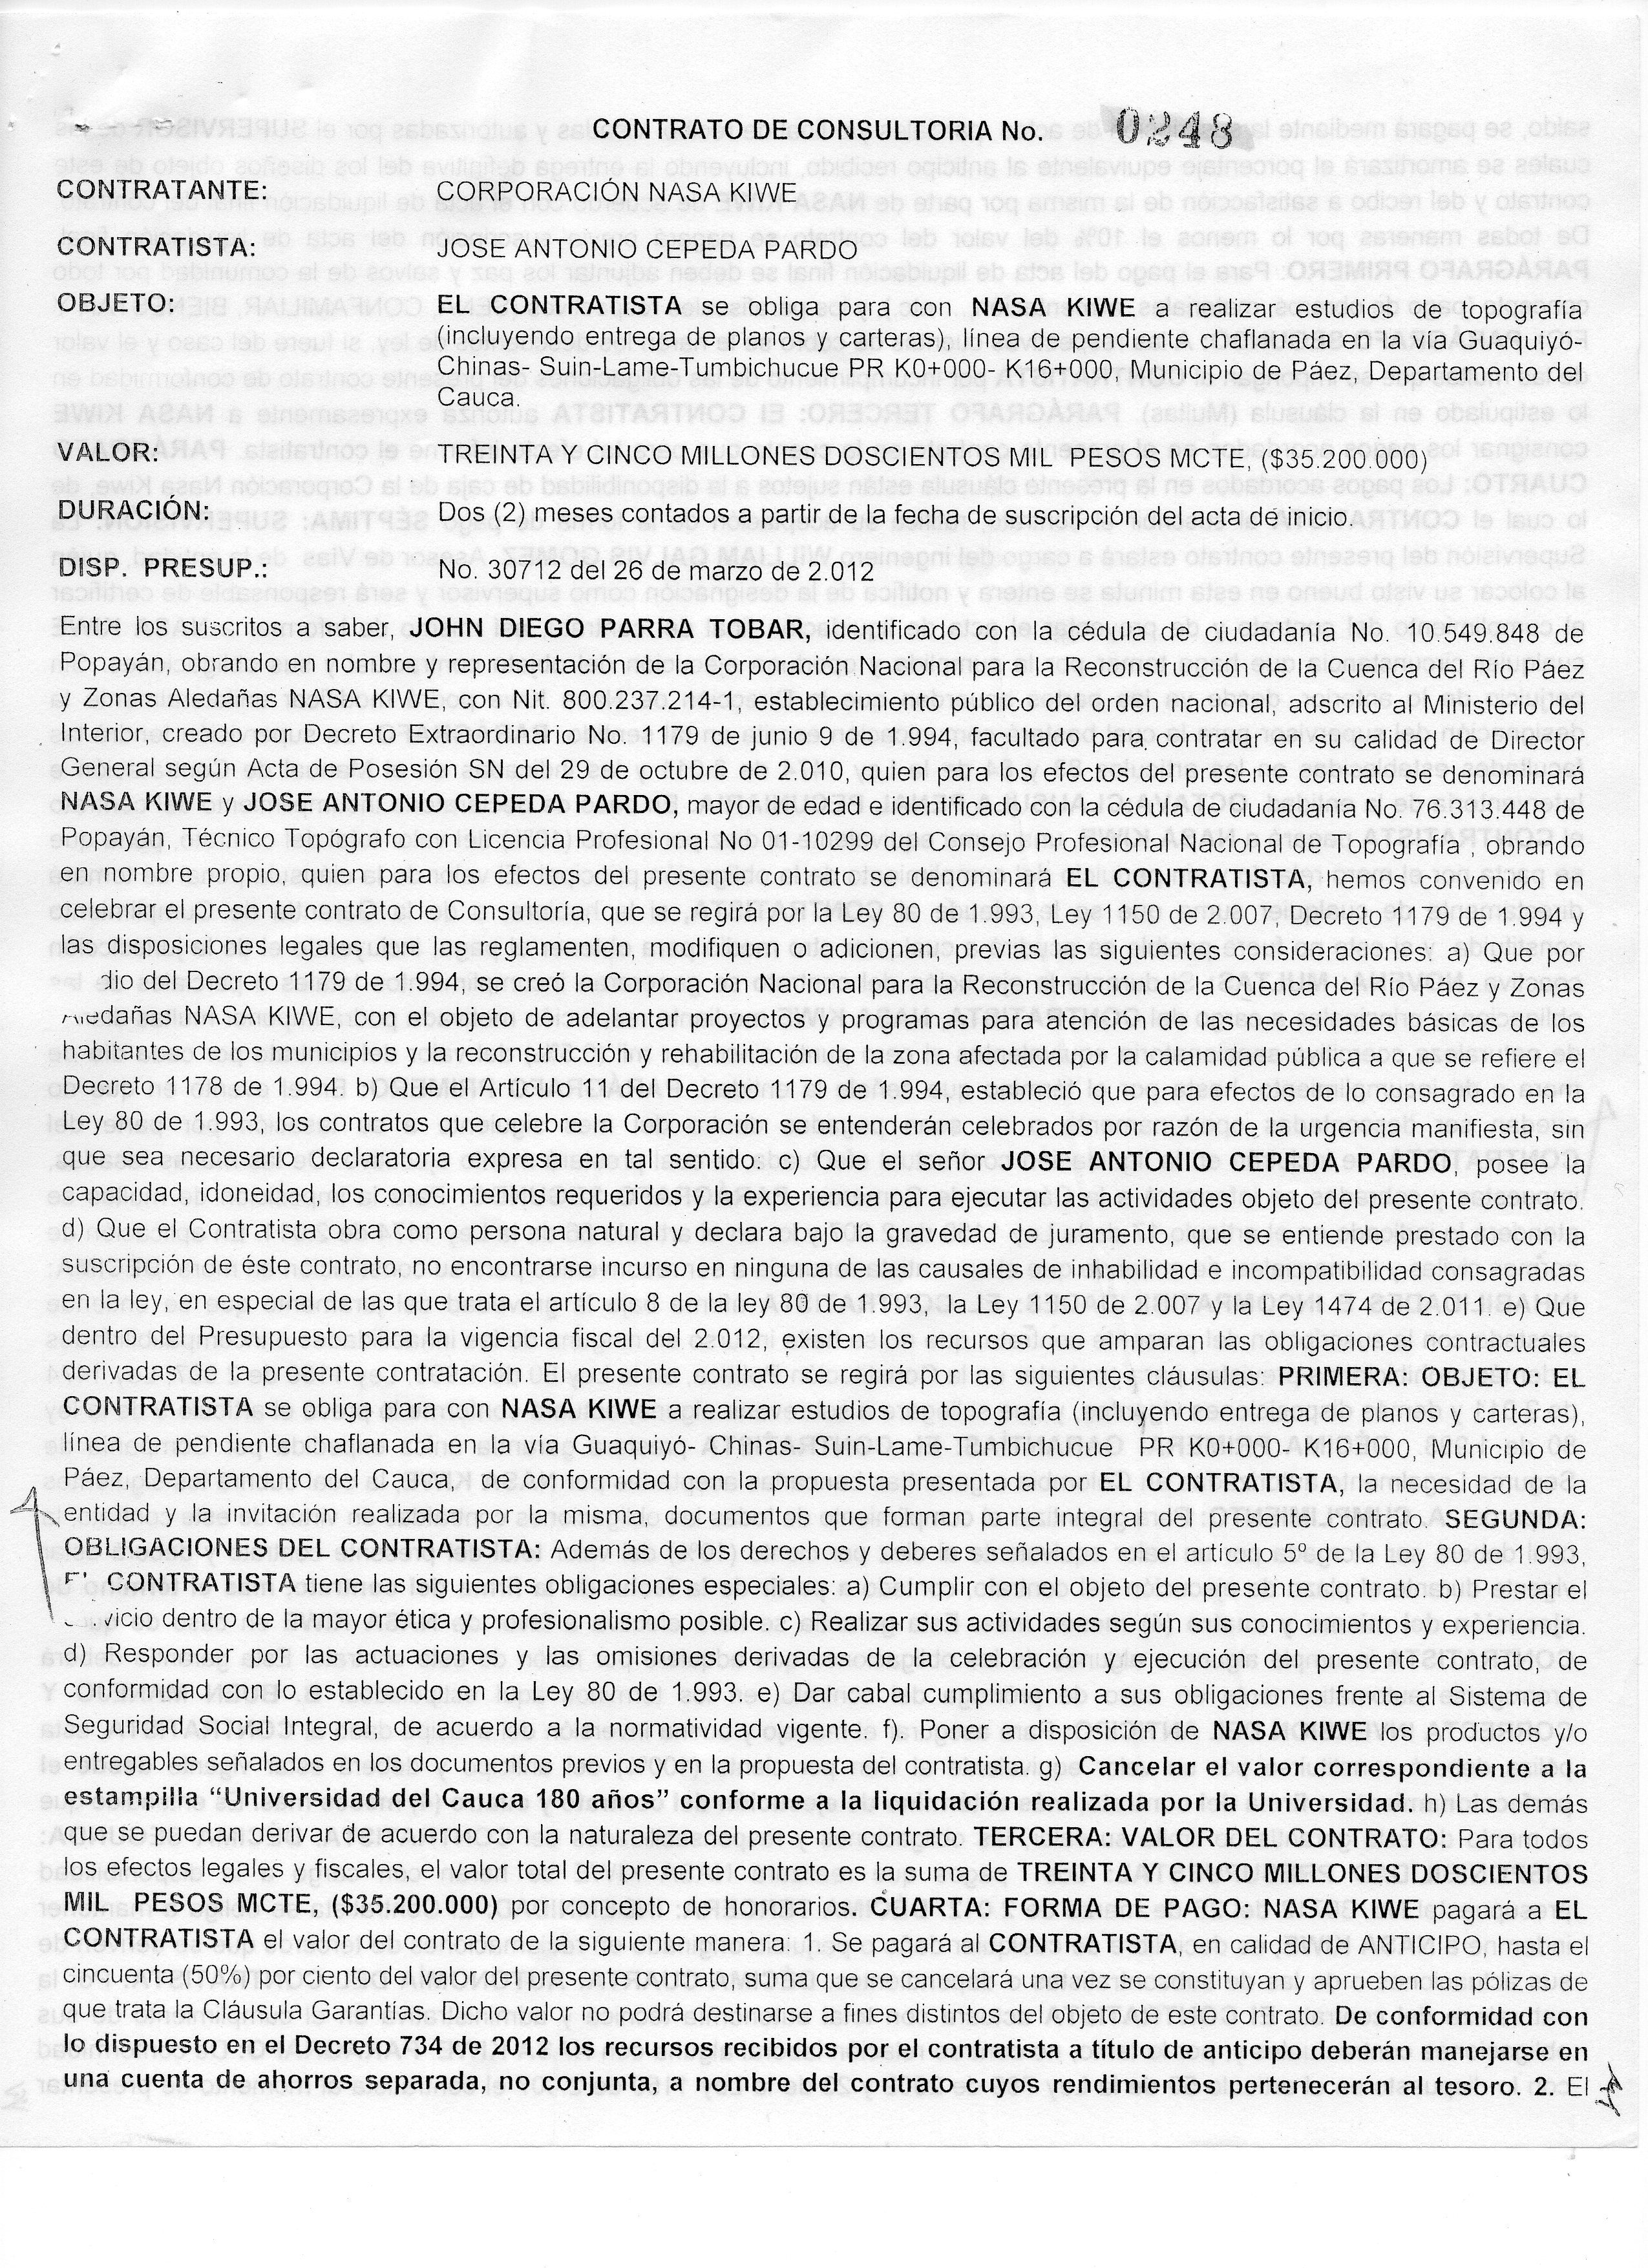 CONTRATO DE CONSULTORIA No. 0248
CONTRATANTE: CORPORACIÓN NASA KIWE
CONTRATISTA: JOSE ANTONIO CEPEDA PARDO
OBJETO: EL CONTRATISTA se obliga para con NASA KIWE a realizar estudios de topografía
(incluyendo entrega de planos y carteras), línea de pendiente chaflanada en la vía Guaquiyó-
Chinas- Suin-Lame-Tumbichucue PR K0+000- K16+000, Municipio de Páez, Departamento del
Cauca.
VALOR: TREINTA Y CINCO MILLONES DOSCIENTOS MIL PESOS MCTE, ($35.200.000)
DURACIÓN: Dos (2) meses contados a partir de la fecha de suscripción del acta de inicio.
DISP. PRESUP.: No. 30712 del 26 de marzo de 2.012
Entre los suscritos a saber, JOHN DIEGO PARRA TOBAR, identificado con la cédula de ciudadanía No. 10.549.848 de
Popayán, obrando en nombre y representación de la Corporación Nacional para la Reconstrucción de la Cuenca del Río Páez
y Zonas Aledañas NASA KIWE, con Nit. 800.237.214-1, establecimiento público del orden nacional, adscrito al Ministerio del
Interior, creado por Decreto Extraordinario No. 1179 de junio 9 de 1.994, facultado para contratar en su calidad de Director
General según Acta de Posesión SN del 29 de octubre de 2.010, quien para los efectos del presente contrato se denominará
NASA KIWE y JOSE ANTONIO CEPEDA PARDO, mayor de edad e identificado con la cédula de ciudadanía No. 76.313.448 de
Popayán, Técnico Topógrafo con Licencia Profesional No 01-10299 del Consejo Profesional Nacional de Topografía , obrando
en nombre propio, quien para los efectos del presente contrato se denominará EL CONTRATISTA, hemos convenido en
celebrar el presente contrato de Consultoría, que se regirá por la Ley 80 de 1.993, Ley 1150 de 2.007, Decreto 1179 de 1.994 y
las disposiciones legales que las reglamenten, modifiquen o adicionen, previas las siguientes consideraciones: a) Que por
dio del Decreto 1179 de 1.994, se creó la Corporación Nacional para la Reconstrucción de la Cuenca del Río Páez y Zonas
Aledañas NASA KIWE, con el objeto de adelantar proyectos y programas para atención de las necesidades básicas de los
habitantes de los municipios y la reconstrucción y rehabilitación de la zona afectada por la calamidad pública a que se refiere el
Decreto 1178 de 1.994. b) Que el Artículo 11 del Decreto 1179 de 1.994, estableció que para efectos de lo consagrado en la
Ley 80 de 1.993, los contratos que celebre la Corporación se entenderán celebrados por razón de la urgencia manifiesta, sin
que sea necesario declaratoria expresa en tal sentido. c) Que el señor JOSE ANTONIO CEPEDA PARDO, posee la
capacidad, idoneidad, los conocimientos requeridos y la experiencia para ejecutar las actividades objeto del presente contrato.
d) Que el Contratista obra como persona natural y declara bajo la gravedad de juramento, que se entiende prestado con la
suscripción de éste contrato, no encontrarse incurso en ninguna de las causales de inhabilidad e incompatibilidad consagradas
en la ley, en especial de las que trata el artículo 8 de la ley 80 de 1.993, la Ley 1150 de 2.007 y la Ley 1474 de 2.011. e) Que
dentro del Presupuesto para la vigencia fiscal del 2.012, existen los recursos que amparan las obligaciones contractuales
derivadas de la presente contratación. El presente contrato se regirá por las siguientes cláusulas: PRIMERA: OBJETO: EL
CONTRATISTA se obliga para con NASA KIWE a realizar estudios de topografía (incluyendo entrega de planos y carteras),
línea de pendiente chaflanada en la vía Guaquiyó- Chinas- Suin-Lame-Tumbichucue PR K0+000- K16+000, Municipio de
Páez, Departamento del Cauca, de conformidad con la propuesta presentada por EL CONTRATISTA, la necesidad de la
entidad y la invitación realizada por la misma, documentos que forman parte integral del presente contrato. SEGUNDA:
OBLIGACIONES DEL CONTRATISTA: Además de los derechos y deberes señalados en el artículo 5º de la Ley 80 de 1.993,
CONTRATISTA tiene las siguientes obligaciones especiales: a) Cumplir con el objeto del presente contrato. b) Prestar el
vicio dentro de la mayor ética y profesionalismo posible. c) Realizar sus actividades según sus conocimientos y experiencia.
d) Responder por las actuaciones y las omisiones derivadas de la celebración y ejecución del presente contrato, de
conformidad con lo establecido en la Ley 80 de 1.993. e) Dar cabal cumplimiento a sus obligaciones frente al Sistema de
Seguridad Social Integral, de acuerdo a la normatividad vigente. f). Poner a disposición de NASA KIWE los productos y/o
entregables señalados en los documentos previos y en la propuesta del contratista. g) Cancelar el valor correspondiente a la
estampilla “Universidad del Cauca 180 años” conforme a la liquidación realizada por la Universidad. h) Las demás
que se puedan derivar de acuerdo con la naturaleza del presente contrato. TERCERA: VALOR DEL CONTRATO: Para todos
los efectos legales y fiscales, el valor total del presente contrato es la suma de TREINTA Y CINCO MILLONES DOSCIENTOS
MIL PESOS MCTE, ($35.200.000) por concepto de honorarios. CUARTA: FORMA DE PAGO: NASA KIWE pagará a EL
CONTRATISTA el valor del contrato de la siguiente manera: 1. Se pagará al CONTRATISTA, en calidad de ANTICIPO, hasta el
cincuenta (50%) por ciento del valor del presente contrato, suma que se cancelará una vez se constituyan y aprueben las pólizas de
que trata la Cláusula Garantías. Dicho valor no podrá destinarse a fines distintos del objeto de este contrato. De conformidad con
lo dispuesto en el Decreto 734 de 2012 los recursos recibidos por el contratista a título de anticipo deberán manejarse en
una cuenta de ahorros separada, no conjunta, a nombre del contrato cuyos rendimientos pertenecerán al tesoro. 2. El